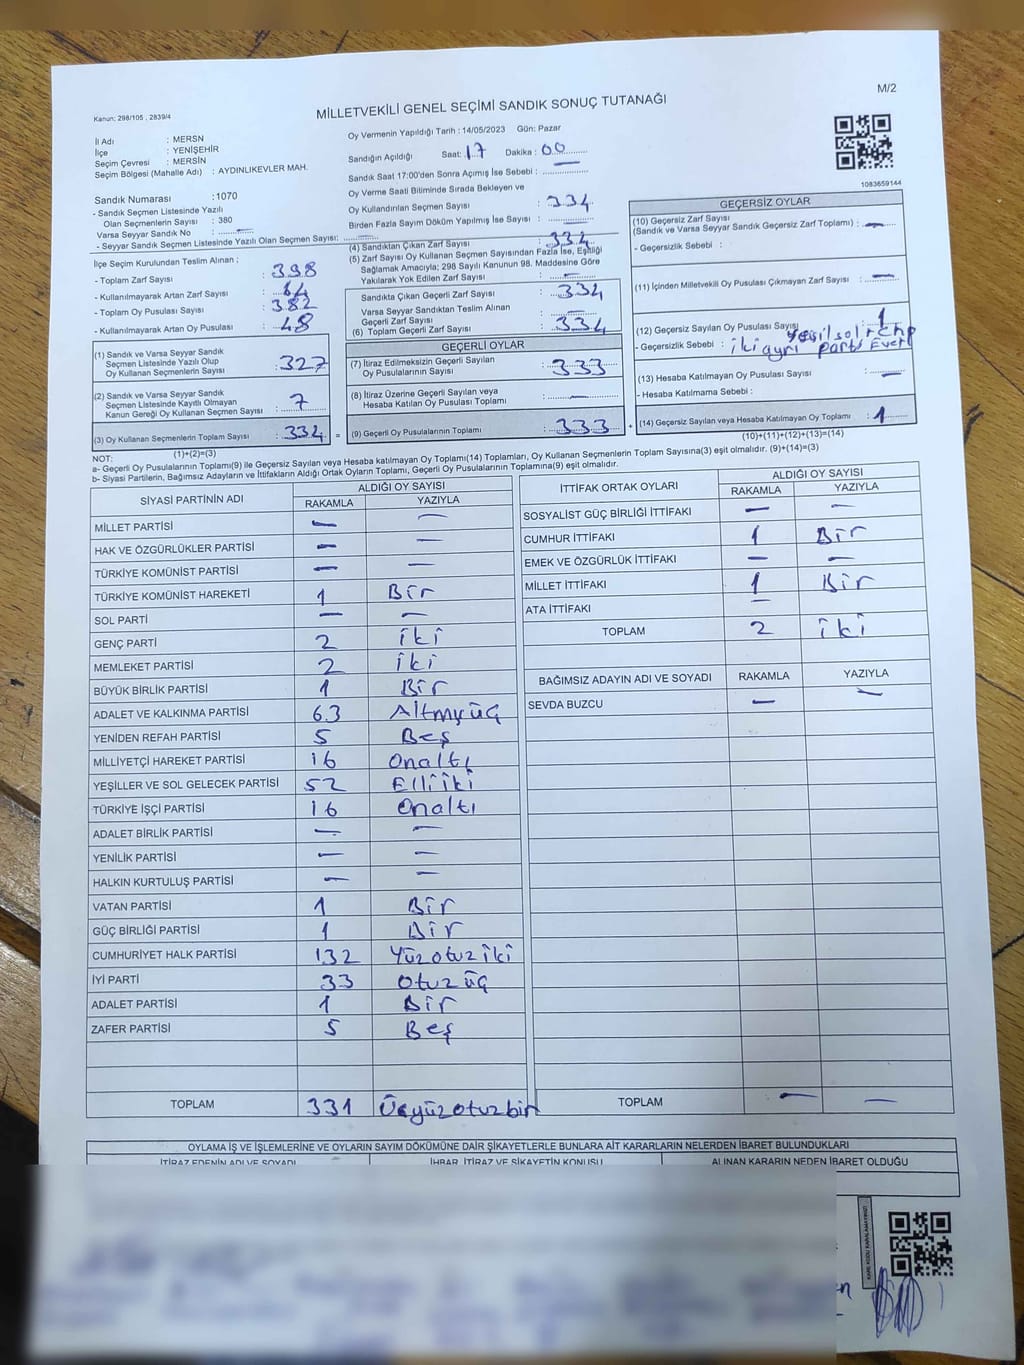 M/2
Kanun; 298/105 , 2839/4
MİLLETVEKİLİ GENEL SEÇİMİ SANDIK SONUÇ TUTANAĞI
İl Adı : MERSN
İlçe : YENİŞEHİR
Seçim Çevresi : MERSİN
Seçim Bölgesi (Mahalle Adı) : AYDINLIKEVLER MAH.
Sandık Numarası :1070
- Sandık Seçmen Listesinde Yazılı
Olan Seçmenlerin Sayısı : 380
Varsa Seyyar Sandık No : —
- Seyyar Sandık Seçmen Listesinde Yazılı Olan Seçmen Sayısı:
Oy Vermenin Yapıldığı Tarih : 14/05/2023 Gün: Pazar
Sandığın Açıldığı Saat: 17 Dakika : 00
Sandık Saat 17:00'den Sonra Açımış İse Sebebi : —
Oy Verme Saati Bitiminde Sırada Bekleyen ve
Oy Kullandırılan Seçmen Sayısı : 334
Birden Fazla Sayım Döküm Yapılmış İse Sayısı : —
1083659144
İlçe Seçim Kurulundan Teslim Alınan ;
- Toplam Zarf Sayısı : 398
- Kullanılmayarak Artan Zarf Sayısı : 64
- Toplam Oy Pusulası Sayısı : 382
- Kullanılmayarak Artan Oy Pusulası : 48
(1) Sandık ve Varsa Seyyar Sandık
Seçmen Listesinde Yazılı Olup
Oy Kullanan Seçmenlerin Sayısı : 327
(2) Sandık ve Varsa Seyyar Sandık
Seçmen Listesinde Kayıtlı Olmayan
Kanun Gereği Oy Kullanan Seçmen Sayısı : 7
(3) Oy Kullanan Seçmenlerin Toplam Sayısı : 334
(1)+(2)=(3)
(4) Sandıktan Çıkan Zarf Sayısı : 334
(5) Zarf Sayısı Oy Kullanan Seçmen Sayısından Fazla İse, Eşitliği
Sağlamak Amacıyla; 298 Sayılı Kanunun 98. Maddesine Göre
Yakılarak Yok Edilen Zarf Sayısı : —
Sandıkta Çıkan Geçerli Zarf Sayısı : 334
Varsa Seyyar Sandıktan Teslim Alınan
Geçerli Zarf Sayısı : —
(6) Toplam Geçerli Zarf Sayısı : 334
GEÇERLİ OYLAR
(7) İtiraz Edilmeksizin Geçerli Sayılan
Oy Pusulalarının Sayısı : 333
(8) İtiraz Üzerine Geçerli Sayılan veya
Hesaba Katılan Oy Pusulası Toplamı : —
= (9) Geçerli Oy Pusulalarının Toplamı : 333 +
GEÇERSİZ OYLAR
(10) Geçersiz Zarf Sayısı
(Sandık ve Varsa Seyyar Sandık Geçersiz Zarf Toplamı) : —
- Geçersizlik Sebebi :
(11) İçinden Milletvekili Oy Pusulası Çıkmayan Zarf Sayısı : —
(12) Geçersiz Sayılan Oy Pusulası Sayısı : 1
- Geçersizlik Sebebi : yeşilsol+chp
iki ayrı parti Evet
(13) Hesaba Katılmayan Oy Pusulası Sayısı : —
- Hesaba Katılmama Sebebi :
(14) Geçersiz Sayılan veya Hesaba Katılmayan Oy Toplamı : 1
(10)+(11)+(12)+(13)=(14)
NOT:
a- Geçerli Oy Pusulalarının Toplamı(9) ile Geçersiz Sayılan veya Hesaba katılmayan Oy Toplamı(14) Toplamları, Oy Kullanan Seçmenlerin Toplam Sayısına(3) eşit olmalıdır. (9)+(14)=(3)
b- Siyasi Partilerin, Bağımsız Adayların ve İttifakların Aldığı Ortak Oyların Toplamı, Geçerli Oy Pusulalarının Toplamına(9) eşit olmalıdır.
SİYASİ PARTİNİN ADI ALDIĞI OY SAYISI
RAKAMLA YAZIYLA
MİLLET PARTİSİ — —
HAK VE ÖZGÜRLÜKLER PARTİSİ — —
TÜRKİYE KOMÜNİST PARTİSİ — —
TÜRKİYE KOMÜNİST HAREKETİ 1 Bir
SOL PARTİ — —
GENÇ PARTİ 2 iki
MEMLEKET PARTİSİ 2 iki
BÜYÜK BİRLİK PARTİSİ 1 Bir
ADALET VE KALKINMA PARTİSİ 63 Altmışüç
YENİDEN REFAH PARTİSİ 5 Beş
MİLLİYETÇİ HAREKET PARTİSİ 16 Onaltı
YEŞİLLER VE SOL GELECEK PARTİSİ 52 Elliiki
TÜRKİYE İŞÇİ PARTİSİ 16 Onaltı
ADALET BİRLİK PARTİSİ — —
YENİLİK PARTİSİ — —
HALKIN KURTULUŞ PARTİSİ — —
VATAN PARTİSİ 1 Bir
GÜÇ BİRLİĞİ PARTİSİ 1 Bir
CUMHURİYET HALK PARTİSİ 132 Yüzotuziki
İYİ PARTİ 33 Otuzüç
ADALET PARTİSİ 1 Bir
ZAFER PARTİSİ 5 Beş
TOPLAM 331 Üçyüzotuzbir
İTTİFAK ORTAK OYLARI ALDIĞI OY SAYISI
RAKAMLA YAZIYLA
SOSYALİST GÜÇ BİRLİĞİ İTTİFAKI — —
CUMHUR İTTİFAKI 1 Bir
EMEK VE ÖZGÜRLÜK İTTİFAKI — —
MİLLET İTTİFAKI 1 Bir
ATA İTTİFAKI —
TOPLAM 2 iki
BAĞIMSIZ ADAYIN ADI VE SOYADI RAKAMLA YAZIYLA
SEVDA BUZCU — —
TOPLAM — —
OYLAMA İŞ VE İŞLEMLERİNE VE OYLARIN SAYIM DÖKÜMÜNE DAİR ŞİKAYETLERLE BUNLARA AİT KARARLARIN NELERDEN İBARET BULUNDUKLARI
İTİRAZ EDENİN ADI VE SOYADI İHBAR, İTİRAZ VE ŞİKAYETİN KONUSU ALINAN KARARIN NEDEN İBARET OLDUĞU
KARE KODU KARALAMAYINIZ!